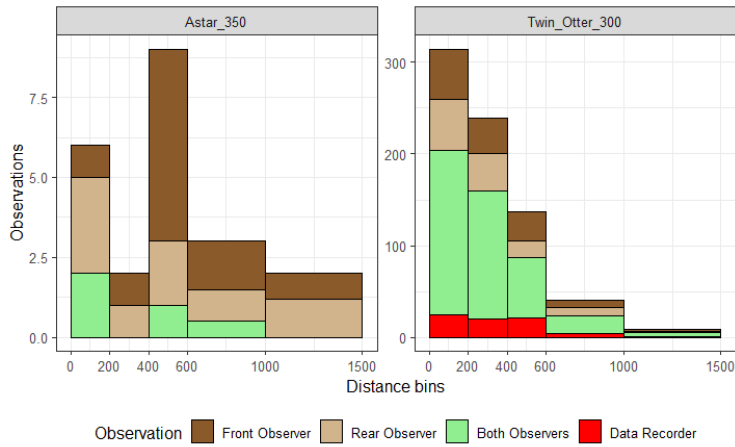 Astar_350
Twin_Otter_300
Observations
7.5
5.0
2.5
0.0
300
200
100
0
0 200 400 600 1000 1500
0 200 400 600 1000 1500
Distance bins
Observation Front Observer Rear Observer Both Observers Data Recorder